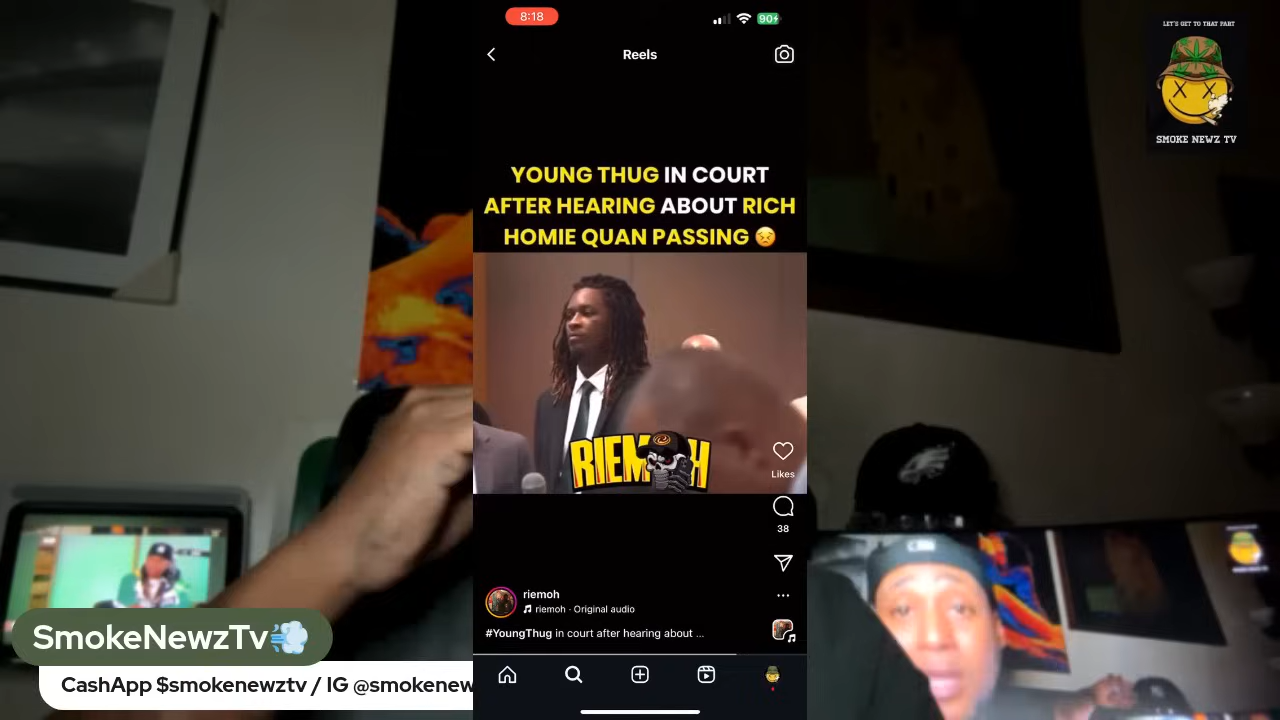 8:18
90
Reels
LET'S GET TO THAT PART
SMOKE NEWZ TV
YOUNG THUG IN COURT
AFTER HEARING ABOUT RICH
HOMIE QUAN PASSING 😣
RIEMOH
Likes
38
riemoh
riemoh · Original audio
#YoungThug in court after hearing about ...
SmokeNewzTv💨
CashApp $smokenewztv / IG @smokenew